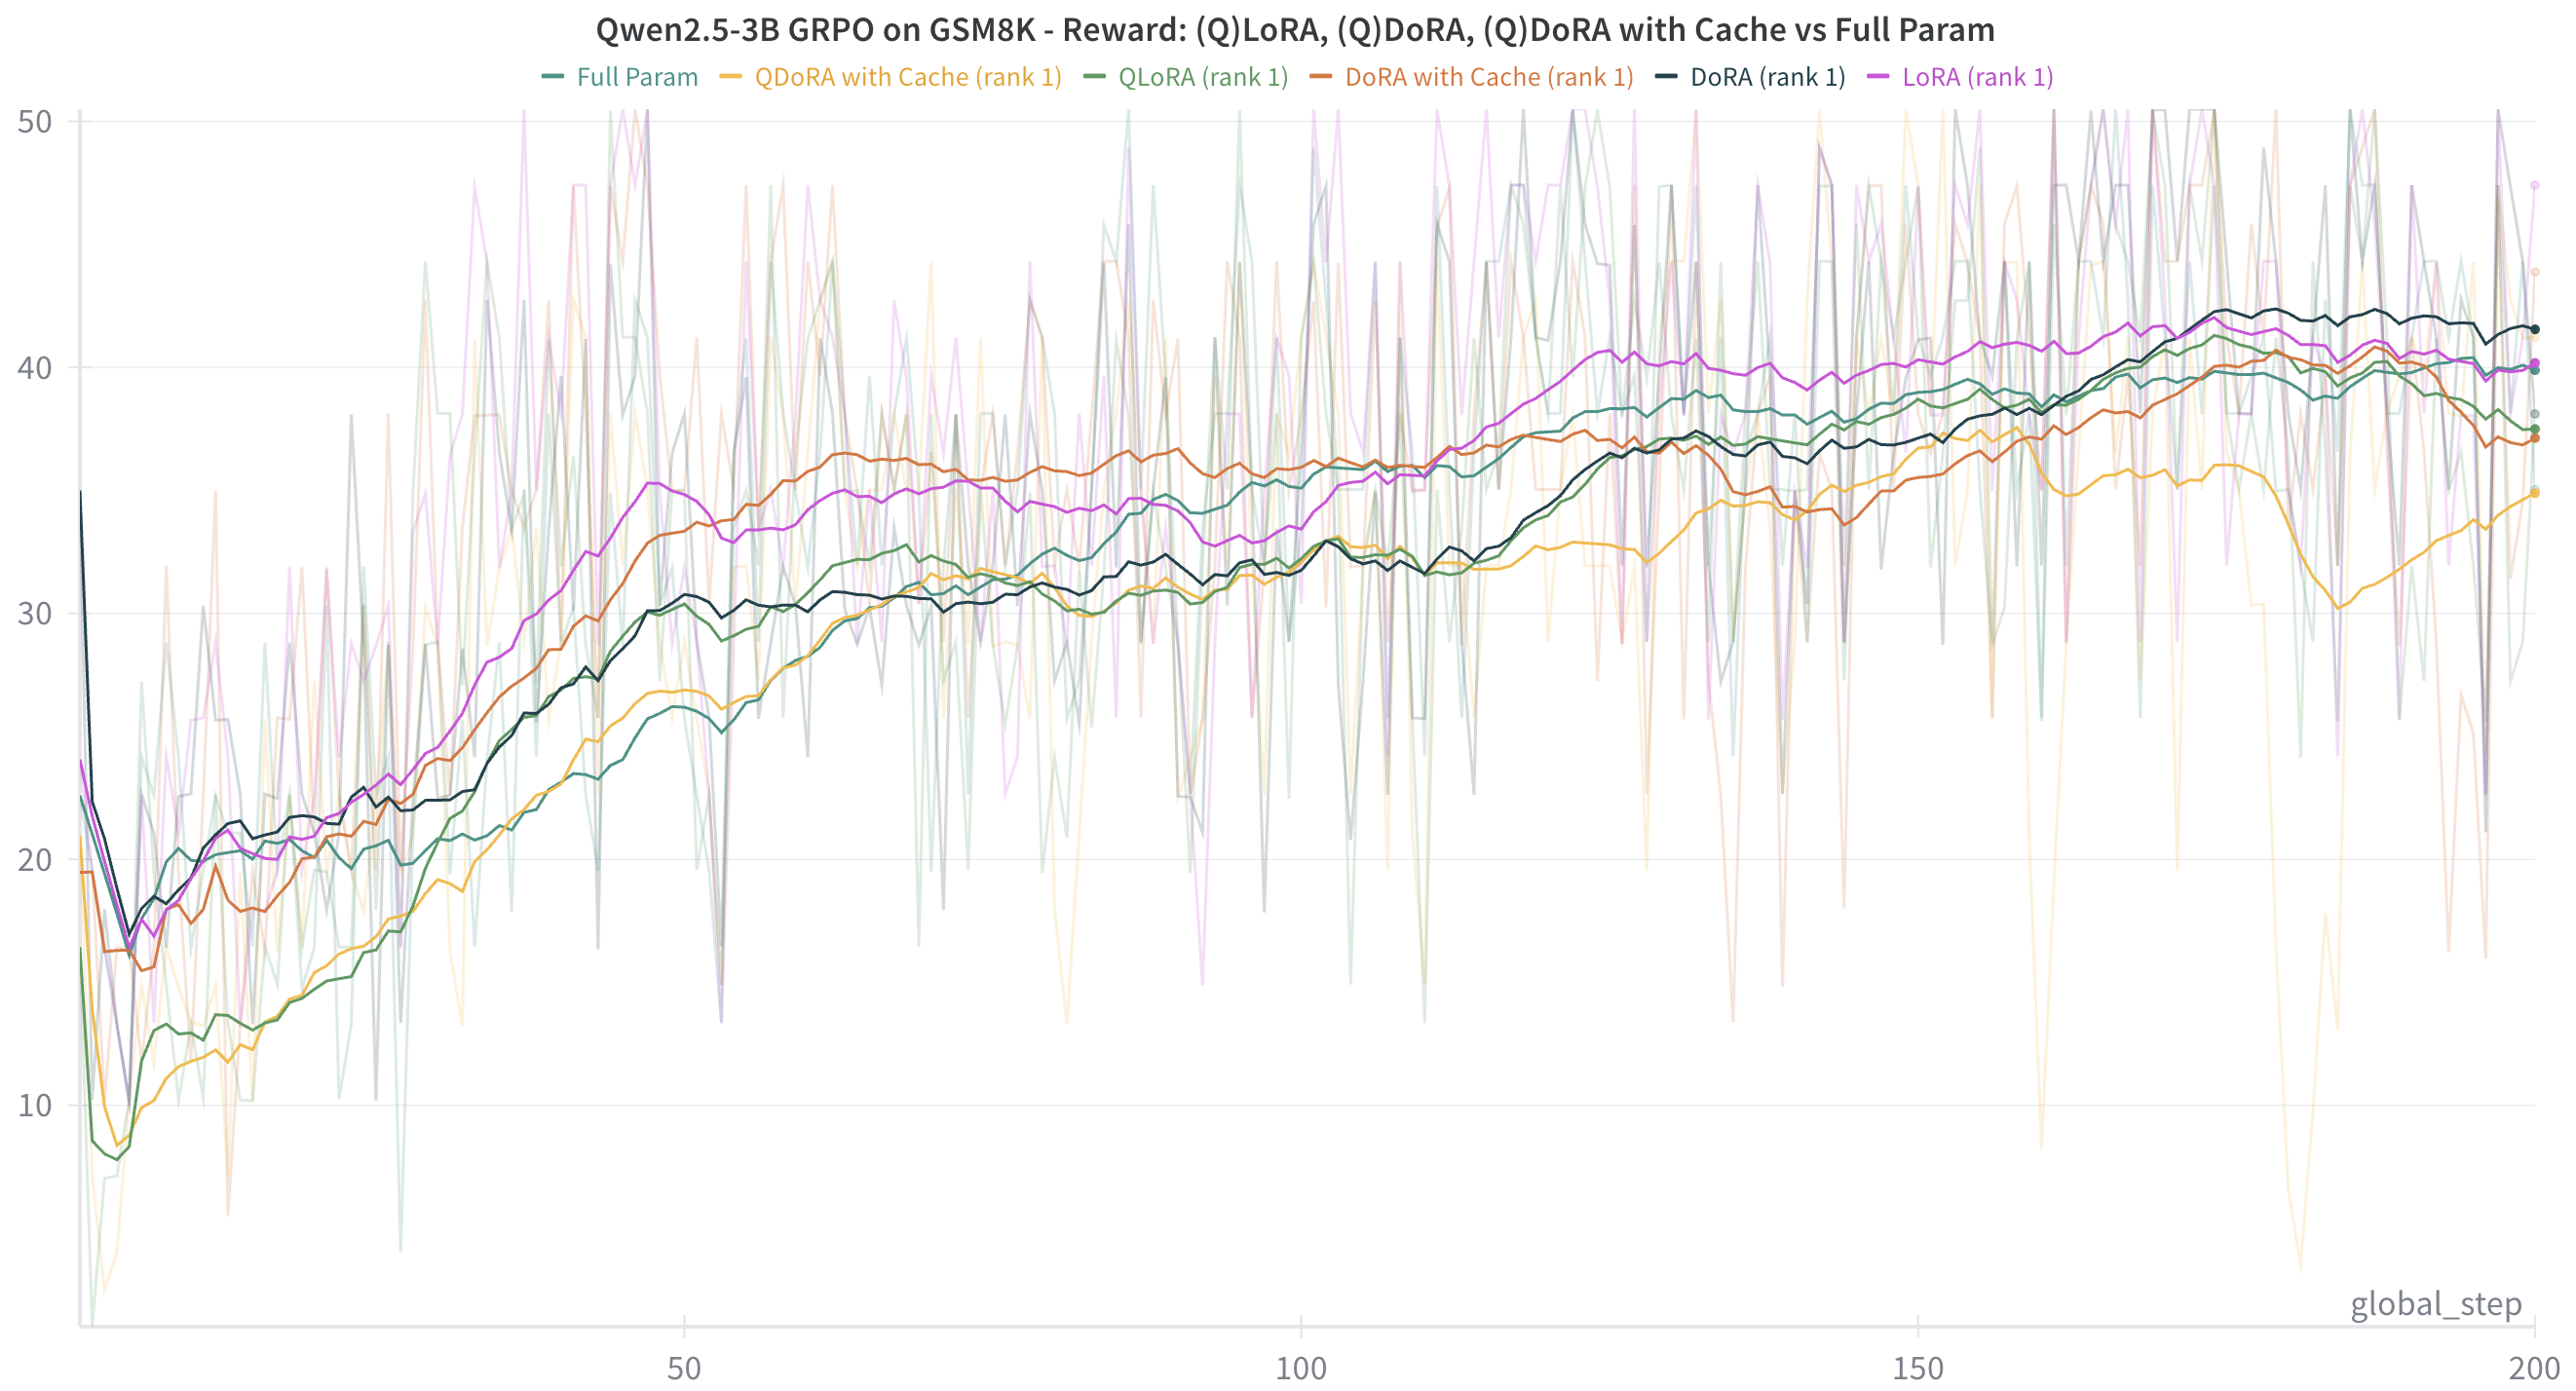 Qwen2.5-3B GRPO on GSM8K - Reward: (Q)LoRA, (Q)DoRA, (Q)DoRA with Cache vs Full Param
Full Param QDoRA with Cache (rank 1) QLoRA (rank 1) DoRA with Cache (rank 1) DoRA (rank 1) LoRA (rank 1)
50
40
30
20
10
global_step
50 100 150 200